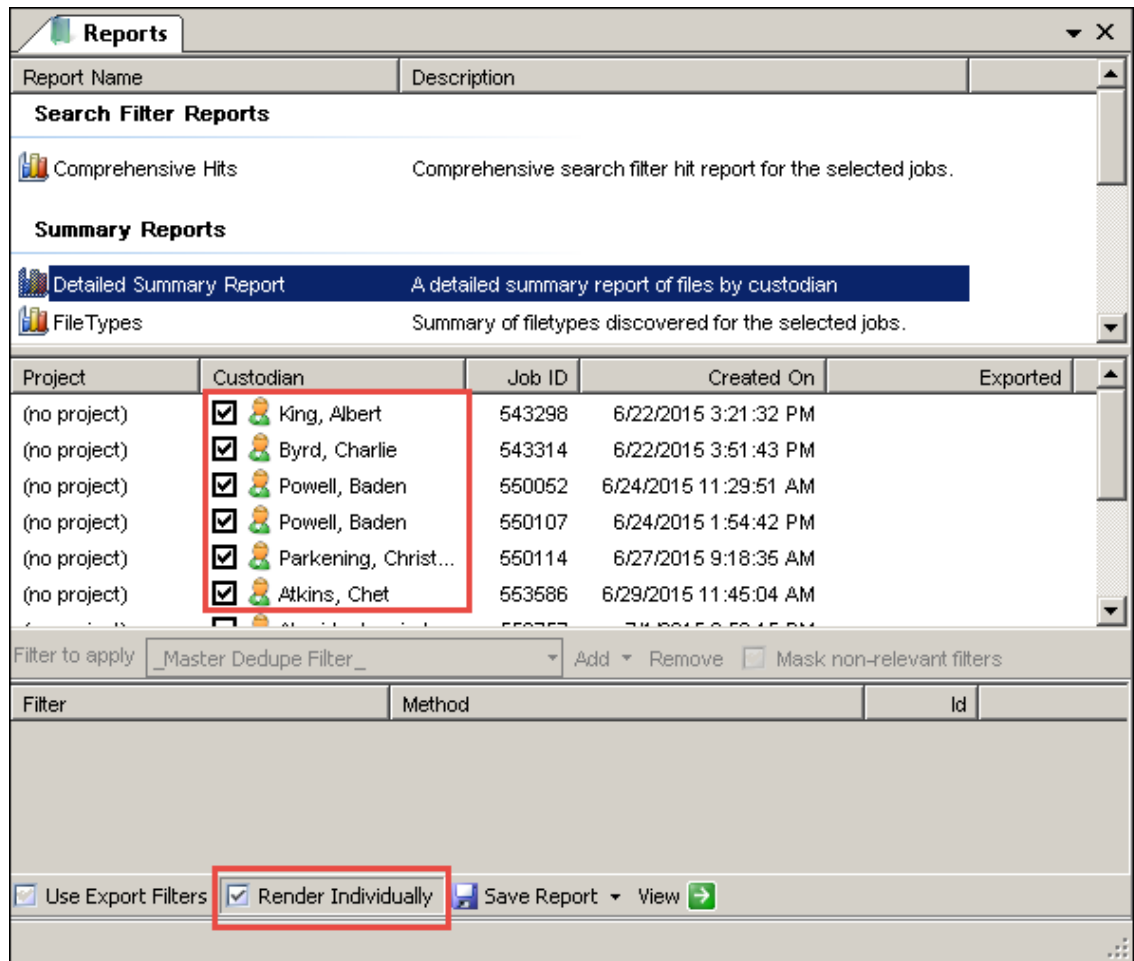 Reports
Report Name Description
Search Filter Reports
Comprehensive Hits Comprehensive search filter hit report for the selected jobs.
Summary Reports
Detailed Summary Report A detailed summary report of files by custodian
FileTypes Summary of filetypes discovered for the selected jobs.
Project Custodian Job ID Created On Exported
(no project) King, Albert 543298 6/22/2015 3:21:32 PM
(no project) Byrd, Charlie 543314 6/22/2015 3:51:43 PM
(no project) Powell, Baden 550052 6/24/2015 11:29:51 AM
(no project) Powell, Baden 550107 6/24/2015 1:54:42 PM
(no project) Parkening, Christ... 550114 6/27/2015 9:18:35 AM
(no project) Atkins, Chet 553586 6/29/2015 11:45:04 AM
Filter to apply _Master Dedupe Filter_ Add Remove Mask non-relevant filters
Filter Method Id
Use Export Filters Render Individually Save Report View